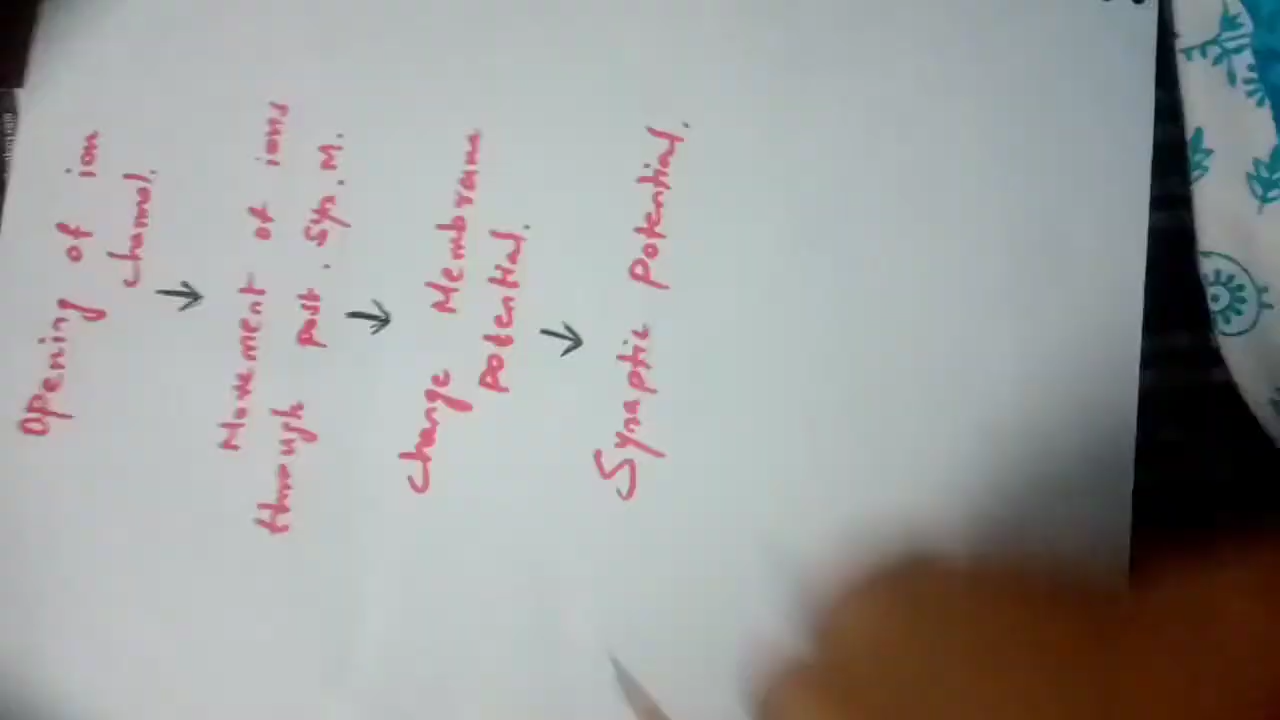 Opening of ion
channel.
↓
Movement of ions
through post. Syn. M.
↓
Change Membrane
potential.
↓
Synaptic potential.